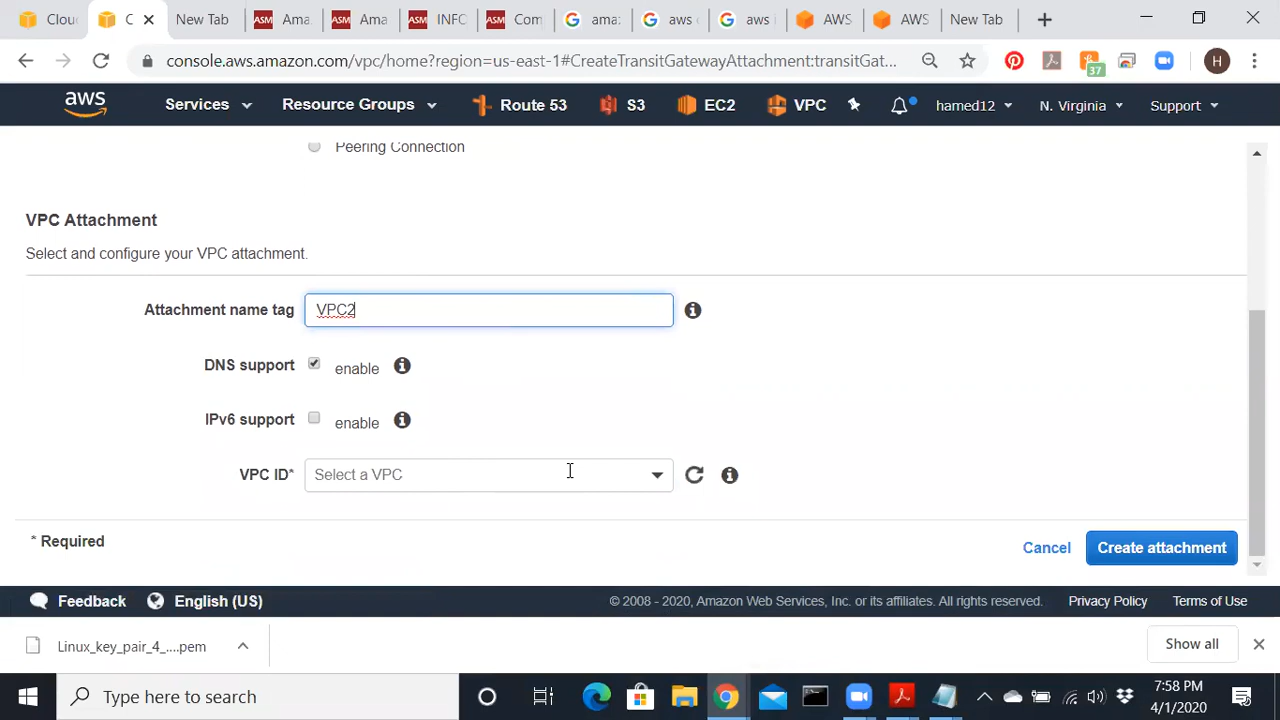 Cloud
C
New Tab
Ama
Ama
INFC
Com
amaz
aws c
aws i
AWS
AWS
New Tab
console.aws.amazon.com/vpc/home?region=us-east-1#CreateTransitGatewayAttachment:transitGat...
37
H
aws
Services
Resource Groups
Route 53
S3
EC2
VPC
hamed12
N. Virginia
Support
Peering Connection
VPC Attachment
Select and configure your VPC attachment.
Attachment name tag
VPC2
DNS support
enable
IPv6 support
enable
VPC ID*
Select a VPC
* Required
Cancel
Create attachment
Feedback
English (US)
© 2008 - 2020, Amazon Web Services, Inc. or its affiliates. All rights reserved.
Privacy Policy
Terms of Use
Linux_key_pair_4_....pem
Show all
Type here to search
7:58 PM
4/1/2020